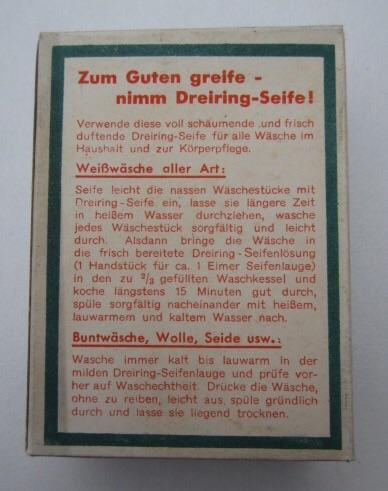 Zum Guten greife -
nimm Dreiring-Seife!
Verwende diese voll schäumende und frisch
duftende Dreiring-Seife für alle Wäsche im
Haushalt und zur Körperpflege.
Weißwäsche aller Art:
Seife leicht die nassen Wäschestücke mit
Dreiring-Seife ein, lasse sie längere Zeit
in heißem Wasser durchziehen, wasche
jedes Wäschestück sorgfältig und leicht
durch. Alsdann bringe die Wäsche in
die frisch bereitete Dreiring-Seifenlösung
(1 Handstück für ca. 1 Eimer Seifenlauge)
in den zu 2/3 gefüllten Waschkessel und
koche längstens 15 Minuten gut durch,
spüle sorgfältig nacheinander mit heißem,
lauwarmem und kaltem Wasser nach.
Buntwäsche, Wolle, Seide usw.:
Wasche immer kalt bis lauwarm in der
milden Dreiring-Seifenlauge und prüfe vor-
her auf Waschechtheit. Drücke die Wäsche,
ohne zu reiben, leicht aus, spüle gründlich
durch und lasse sie liegend trocknen.